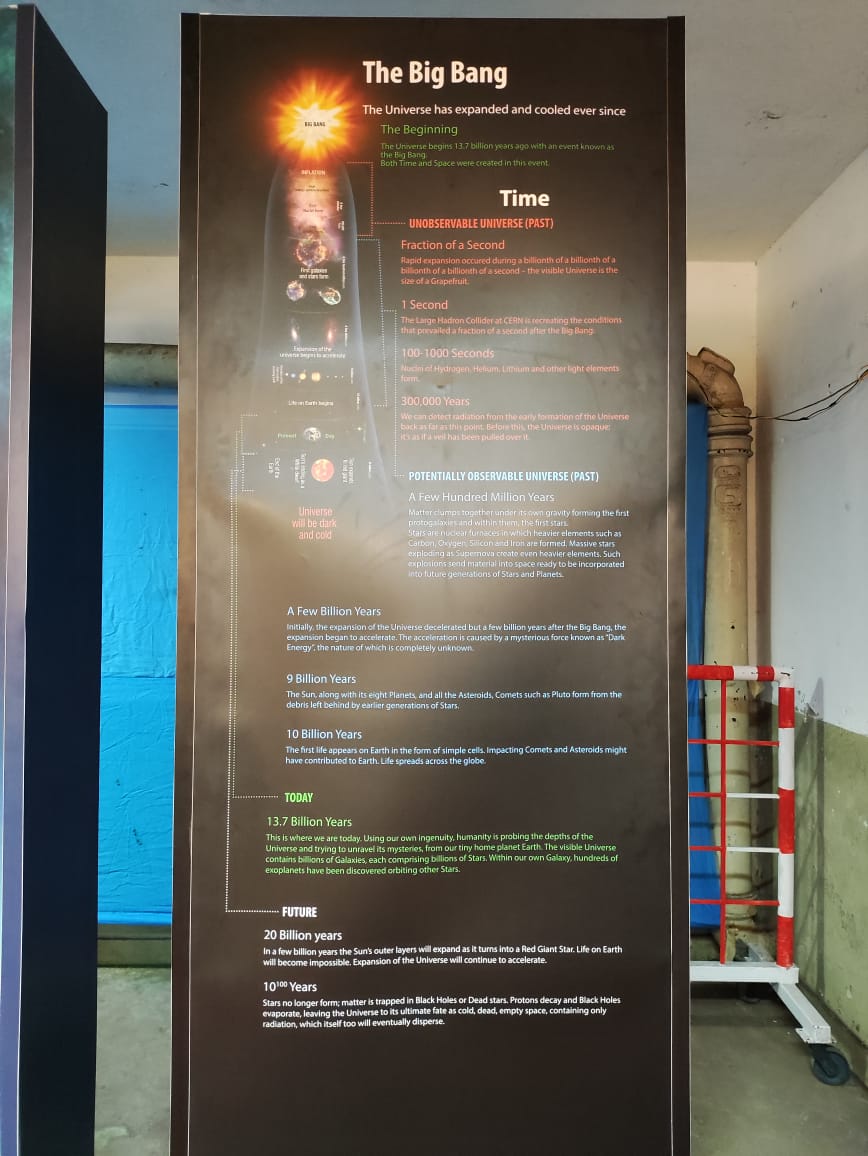 The Big Bang
BIG BANG
The Universe has expanded and cooled ever since
The Beginning
The Universe begins 13.7 billion years ago with an event known as
the Big Bang.
Both Time and Space were created in this event.
INFLATION
Time
UNOBSERVABLE UNIVERSE (PAST)
Fraction of a Second
Rapid expansion occured during a billionth of a billionth of a
billionth of a billionth of a second – the visible Universe is the
size of a Grapefruit.
First galaxies
and stars form
1 Second
The Large Hadron Collider at CERN is recreating the conditions
that prevailed a fraction of a second after the Big Bang.
Expansion of the
universe begins to accelerate
100-1000 Seconds
Nuclei of Hydrogen, Helium, Lithium and other light elements
form.
Life on Earth begins
300,000 Years
We can detect radiation from the early formation of the Universe
back as far as this point. Before this, the Universe is opaque;
it's as if a veil has been pulled over it.
Present Day
End of the
Earth
Universe
will be dark
and cold
POTENTIALLY OBSERVABLE UNIVERSE (PAST)
A Few Hundred Million Years
Matter clumps together under its own gravity forming the first
protogalaxies and within them, the first stars.
Stars are nuclear furnaces in which heavier elements such as
Carbon, Oxygen, Silicon and Iron are formed. Massive stars
exploding as Supernova create even heavier elements. Such
explosions send material into space ready to be incorporated
into future generations of Stars and Planets.
A Few Billion Years
Initially, the expansion of the Universe decelerated but a few billion years after the Big Bang, the
expansion began to accelerate. The acceleration is caused by a mysterious force known as "Dark
Energy", the nature of which is completely unknown.
9 Billion Years
The Sun, along with its eight Planets, and all the Asteroids, Comets such as Pluto form from the
debris left behind by earlier generations of Stars.
10 Billion Years
The first life appears on Earth in the form of simple cells. Impacting Comets and Asteroids might
have contributed to Earth. Life spreads across the globe.
TODAY
13.7 Billion Years
This is where we are today. Using our own ingenuity, humanity is probing the depths of the
Universe and trying to unravel its mysteries, from our tiny home planet Earth. The visible Universe
contains billions of Galaxies, each comprising billions of Stars. Within our own Galaxy, hundreds of
exoplanets have been discovered orbiting other Stars.
FUTURE
20 Billion years
In a few billion years the Sun's outer layers will expand as it turns into a Red Giant Star. Life on Earth
will become impossible. Expansion of the Universe will continue to accelerate.
10¹⁰⁰ Years
Stars no longer form; matter is trapped in Black Holes or Dead stars. Protons decay and Black Holes
evaporate, leaving the Universe to its ultimate fate as cold, dead, empty space, containing only
radiation, which itself too will eventually disperse.